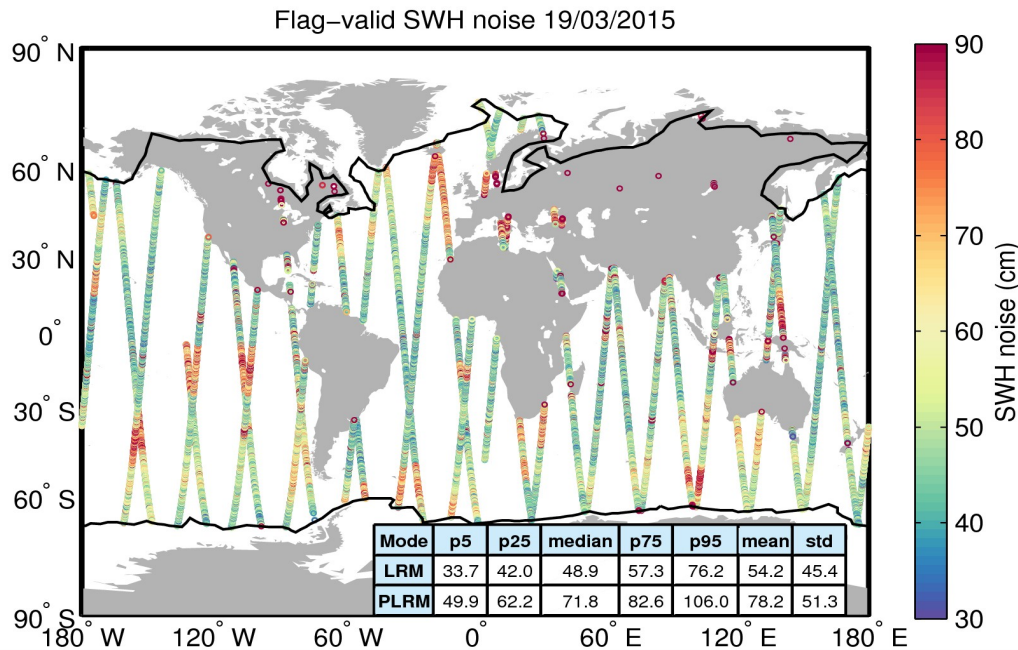 Flag−valid SWH noise 19/03/2015
90° N
60° N
30° N
0°
30° S
60° S
90° S
180° W 120° W 60° W 0° 60° E 120° E 180° E
Mode p5 p25 median p75 p95 mean std
LRM 33.7 42.0 48.9 57.3 76.2 54.2 45.4
PLRM 49.9 62.2 71.8 82.6 106.0 78.2 51.3
90
80
70
60
50
40
30
SWH noise (cm)